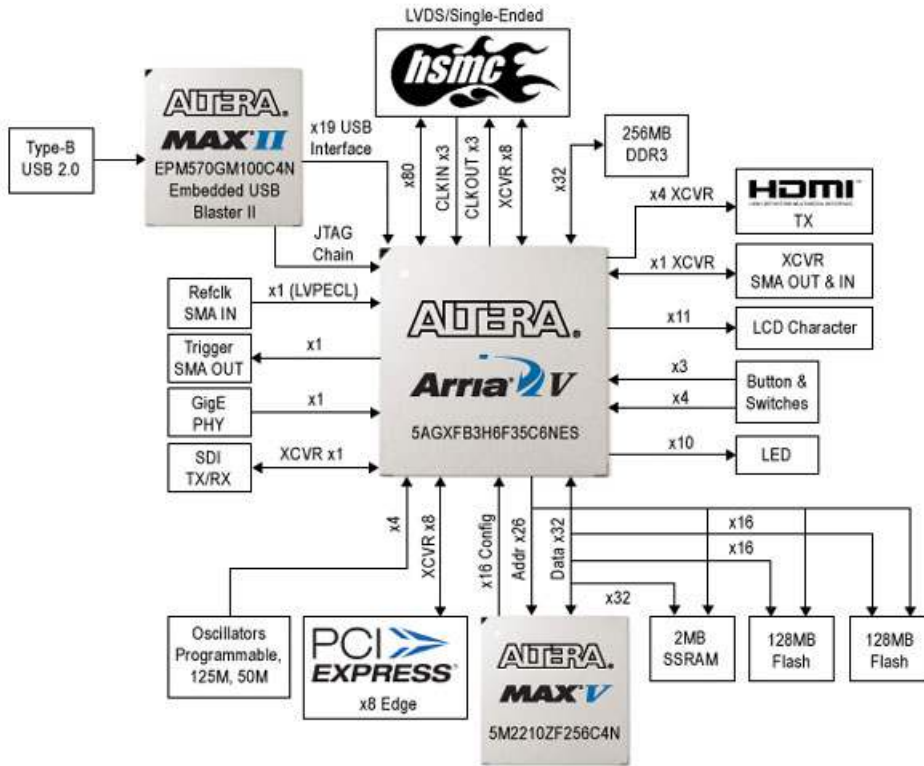 LVDS/Single-Ended
hsmc
ALTERA®
MAX® II
EPM570GM100C4N
Embedded USB
Blaster II
Type-B
USB 2.0
x19 USB
Interface
JTAG
Chain
x80
CLKIN x3
CLKOUT x3
XCVR x8
x32
256MB
DDR3
x4 XCVR
HDMI™
TX
x1 XCVR
XCVR
SMA OUT & IN
x11
LCD Character
x3
x4
Button &
Switches
x10
LED
Refclk
SMA IN
x1 (LVPECL)
Trigger
SMA OUT
x1
GigE
PHY
x1
SDI
TX/RX
XCVR x1
ALTERA®
Arria® V
5AGXFB3H6F35C6NES
x4
XCVR x8
x16 Config
Addr x26
Data x32
x16
x16
x32
Oscillators
Programmable,
125M, 50M
PCI
EXPRESS®
x8 Edge
ALTERA®
MAX® V
5M2210ZF256C4N
2MB
SSRAM
128MB
Flash
128MB
Flash